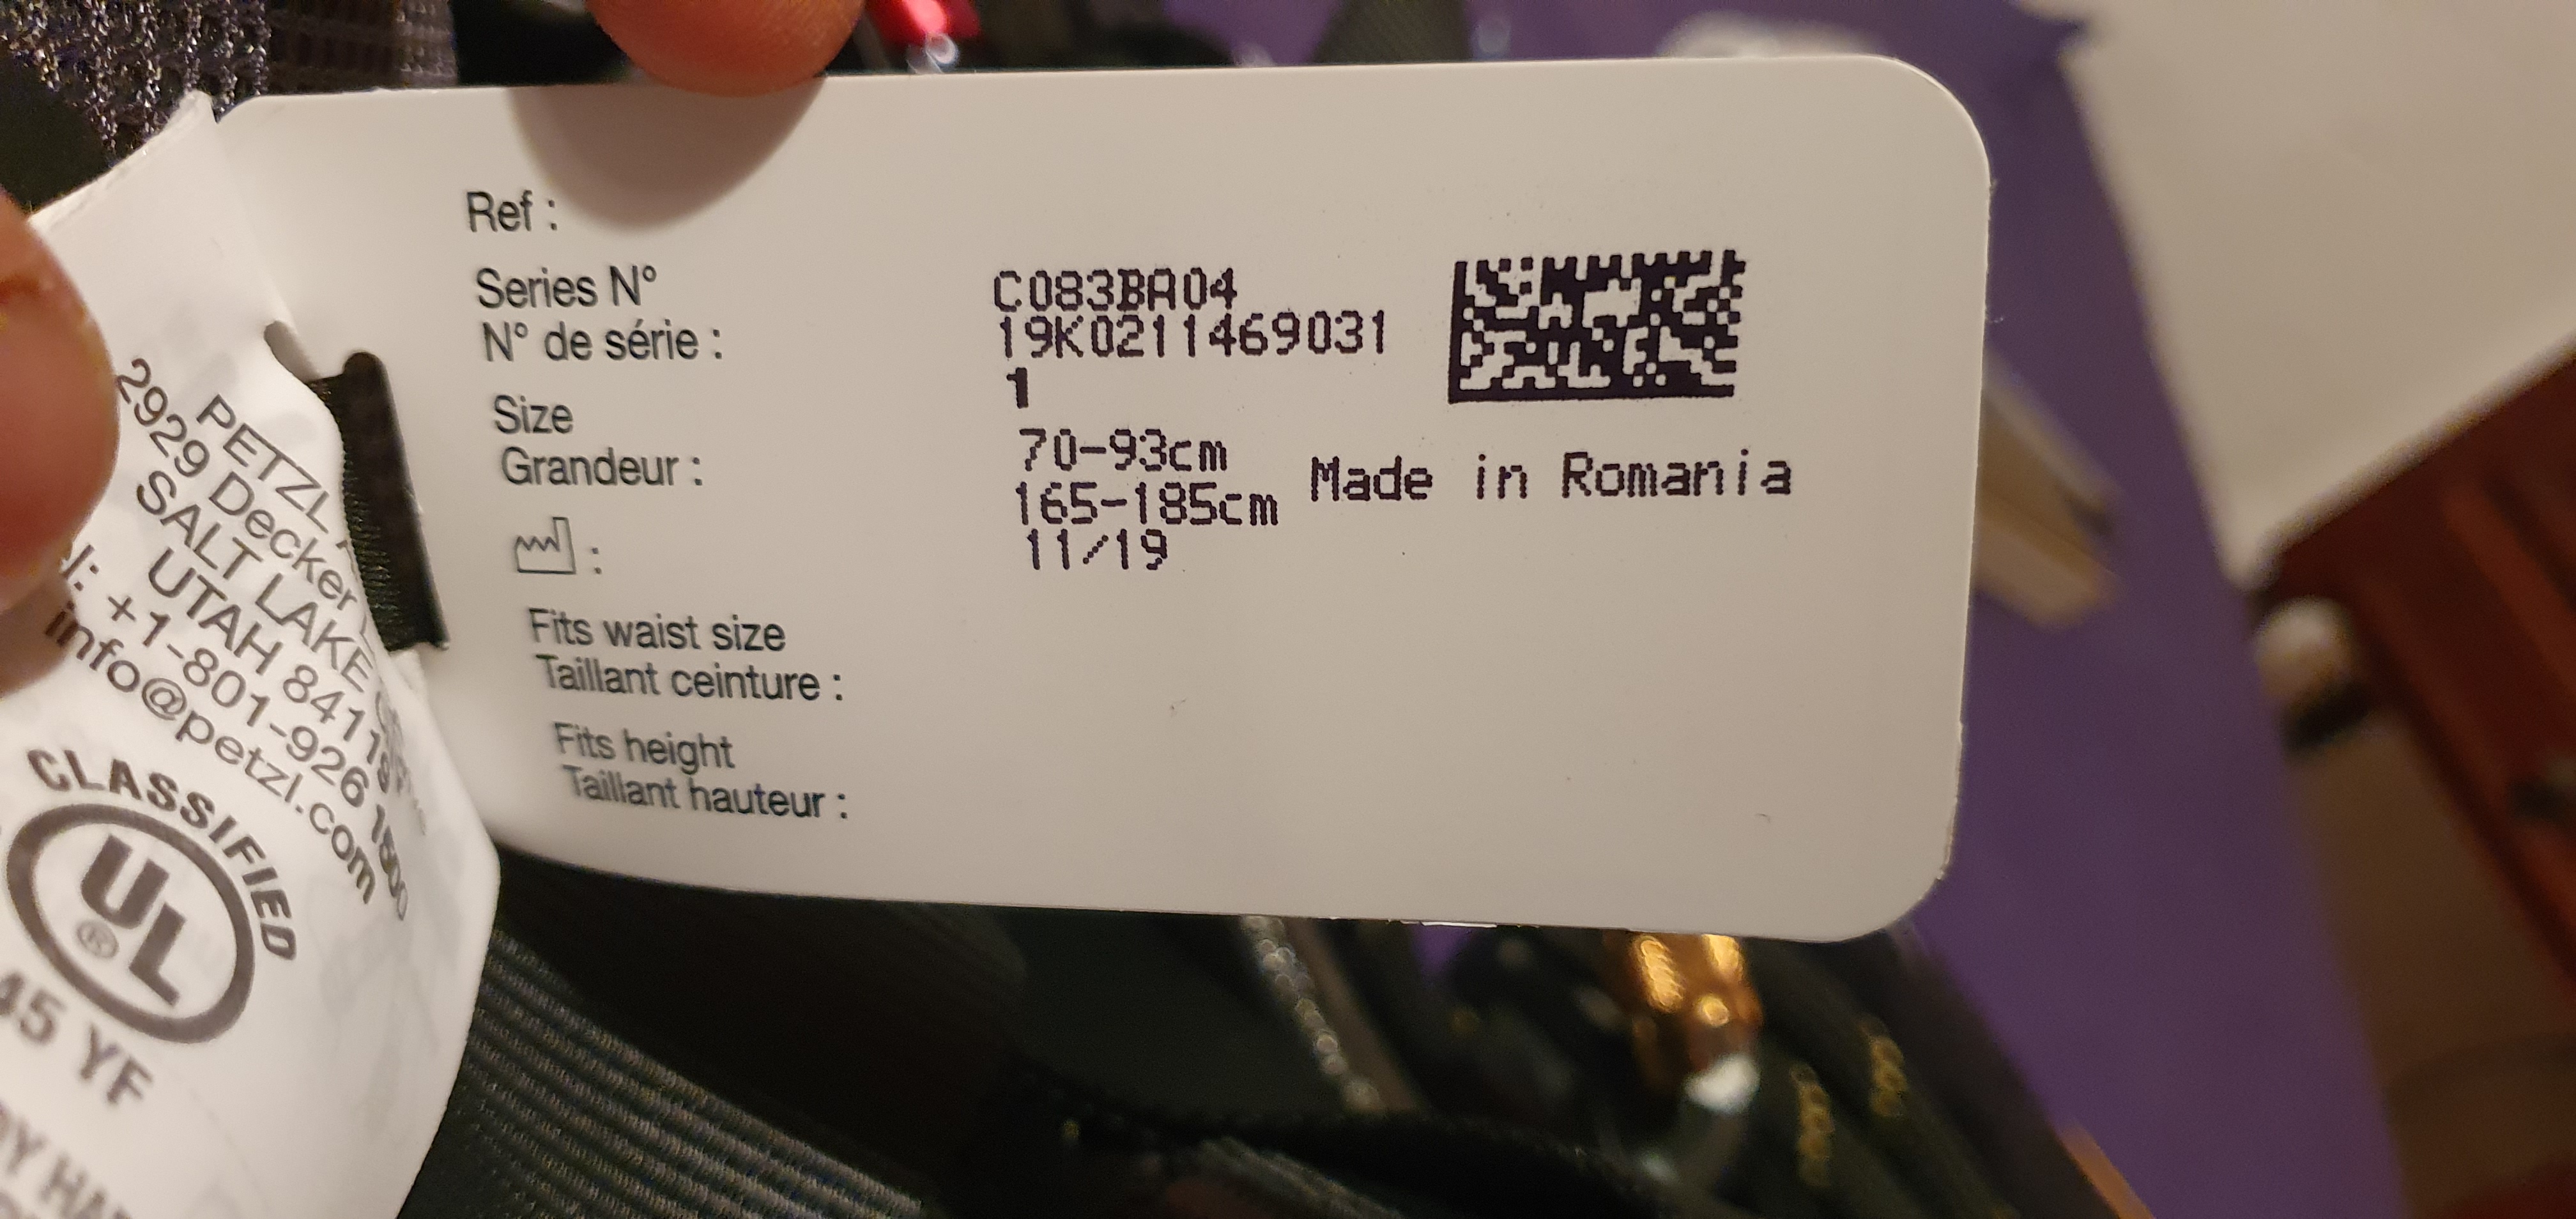 Ref :
Series N°
N° de série :
Size
Grandeur :
:
Fits waist size
Taillant ceinture :
Fits height
Taillant hauteur :
C083BA04
19K0211469031
1
70-93cm
165-185cm
11/19
Made in Romania
PETZL
2929 Decker
SALT LAKE
UTAH 8411
l: +1-801-926
info@petzl.com
CLASSIFIED
UL
®
45 YF